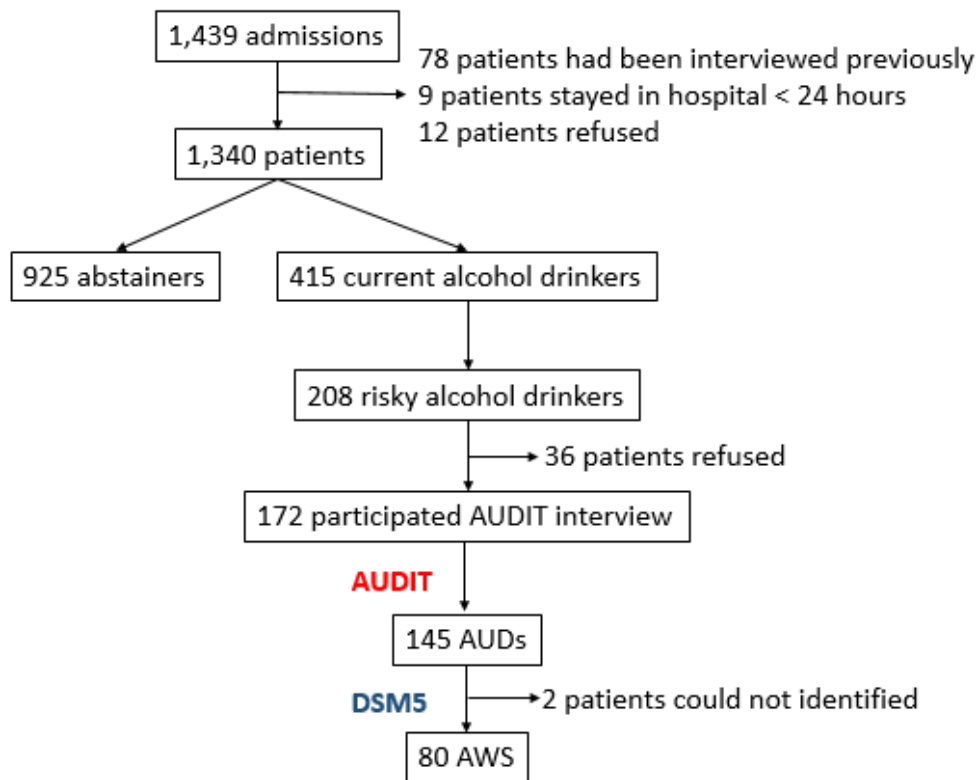 1,439 admissions
78 patients had been interviewed previously
9 patients stayed in hospital < 24 hours
12 patients refused
1,340 patients
925 abstainers
415 current alcohol drinkers
208 risky alcohol drinkers
36 patients refused
172 participated AUDIT interview
AUDIT
145 AUDs
DSM5
2 patients could not identified
80 AWS